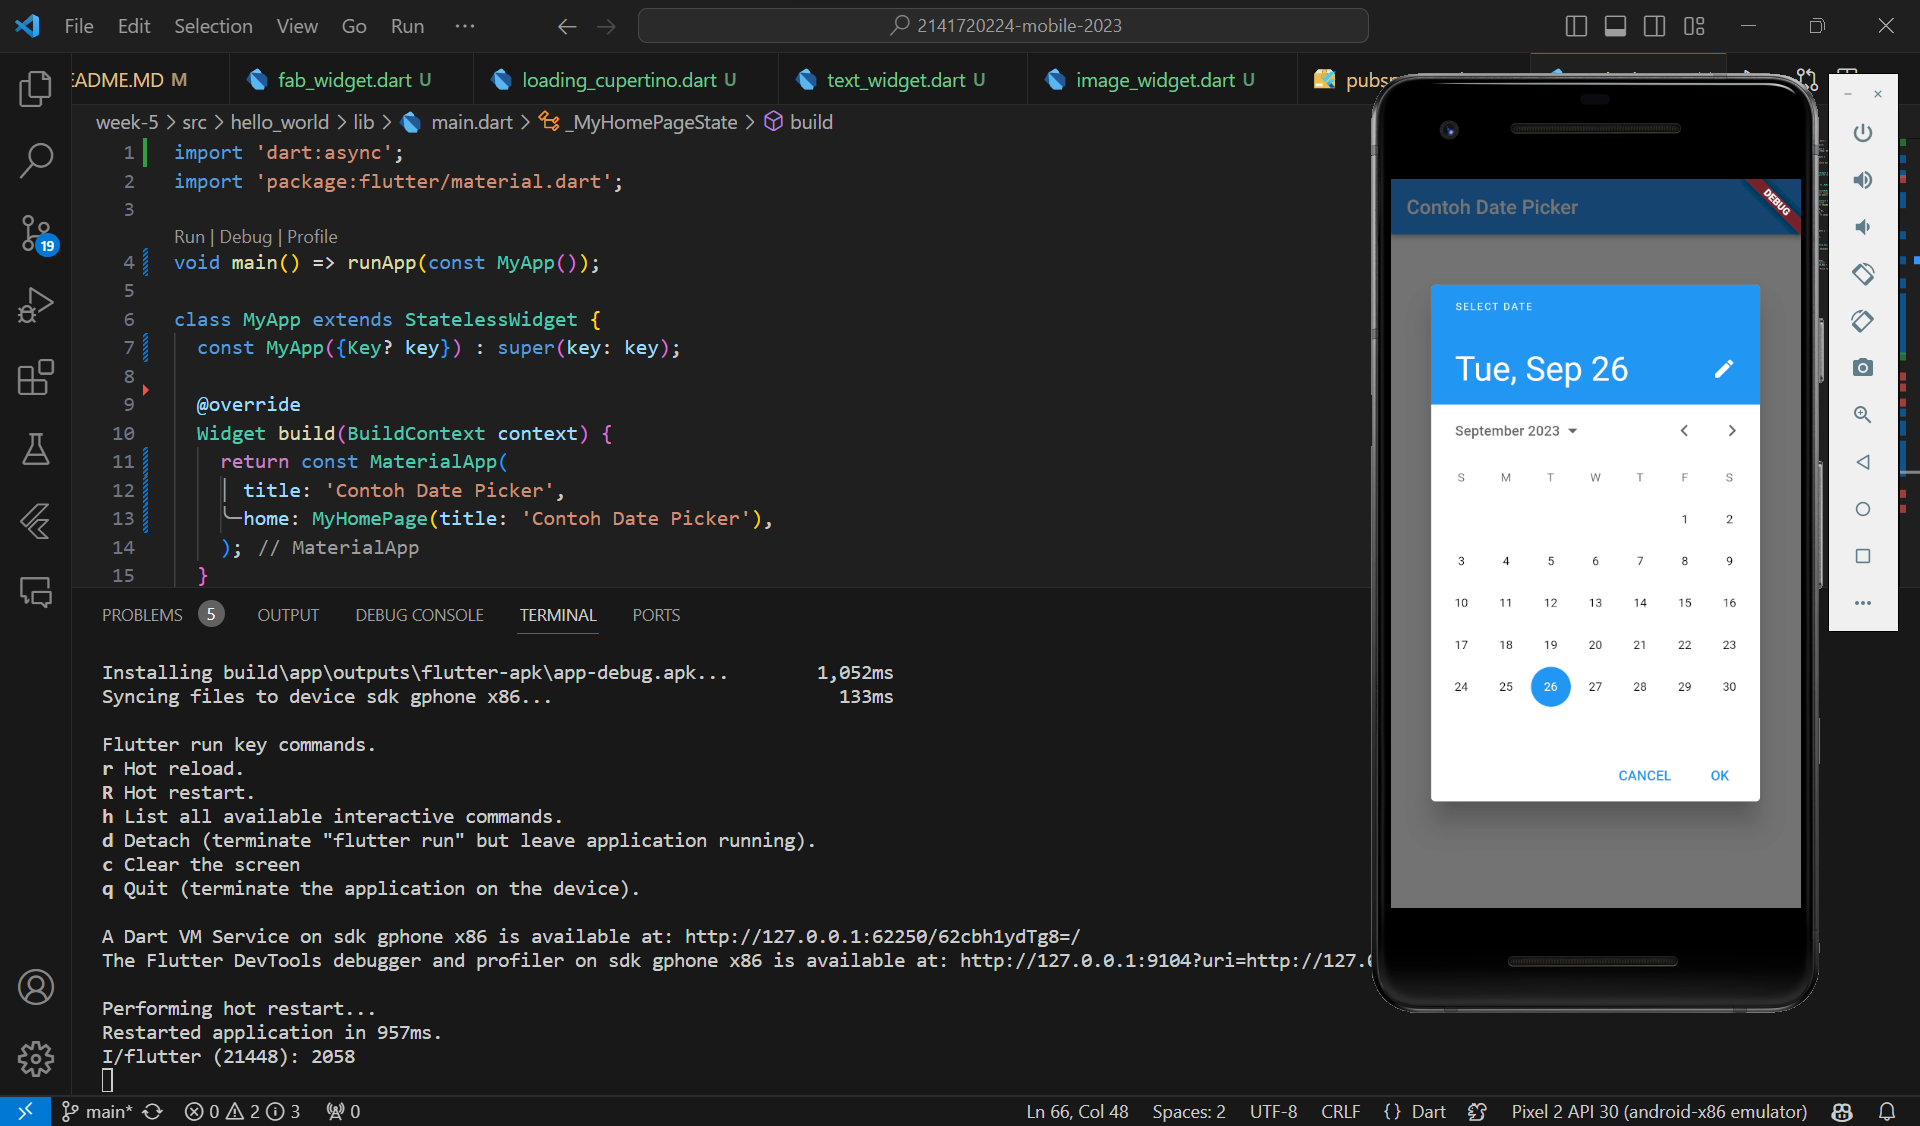 File Edit Selection View Go Run ··· 2141720224-mobile-2023
EADME.MD M fab_widget.dart U loading_cupertino.dart U text_widget.dart U image_widget.dart U
week-5 > src > hello_world > lib > main.dart > _MyHomePageState > build
1 import 'dart:async';
2 import 'package:flutter/material.dart';
3
Run | Debug | Profile
4 void main() => runApp(const MyApp());
5
6 class MyApp extends StatelessWidget {
7 const MyApp({Key? key}) : super(key: key);
8
9 @override
10 Widget build(BuildContext context) {
11 return const MaterialApp(
12 title: 'Contoh Date Picker',
13 home: MyHomePage(title: 'Contoh Date Picker'),
14 ); // MaterialApp
15 }
19
PROBLEMS 5 OUTPUT DEBUG CONSOLE TERMINAL PORTS
Installing build\app\outputs\flutter-apk\app-debug.apk... 1,052ms
Syncing files to device sdk gphone x86... 133ms
Flutter run key commands.
r Hot reload.
R Hot restart.
h List all available interactive commands.
d Detach (terminate "flutter run" but leave application running).
c Clear the screen
q Quit (terminate the application on the device).
A Dart VM Service on sdk gphone x86 is available at: http://127.0.0.1:62250/62cbh1ydTg8=/
The Flutter DevTools debugger and profiler on sdk gphone x86 is available at: http://127.0.0.1:9104?uri=http://127.
Performing hot restart...
Restarted application in 957ms.
I/flutter (21448): 2058
Contoh Date Picker
DEBUG
SELECT DATE
Tue, Sep 26
September 2023
S M T W T F S
1 2
3 4 5 6 7 8 9
10 11 12 13 14 15 16
17 18 19 20 21 22 23
24 25 26 27 28 29 30
CANCEL OK
main* 0 2 3 0 Ln 66, Col 48 Spaces: 2 UTF-8 CRLF {} Dart Pixel 2 API 30 (android-x86 emulator)